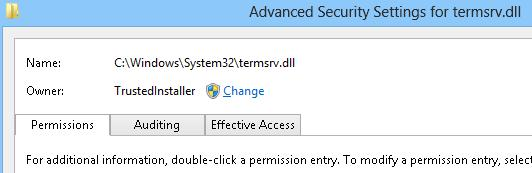 Advanced Security Settings for termsrv.dll
Name: C:\Windows\System32\termsrv.dll
Owner: TrustedInstaller Change
Permissions Auditing Effective Access
For additional information, double-click a permission entry. To modify a permission entry, select